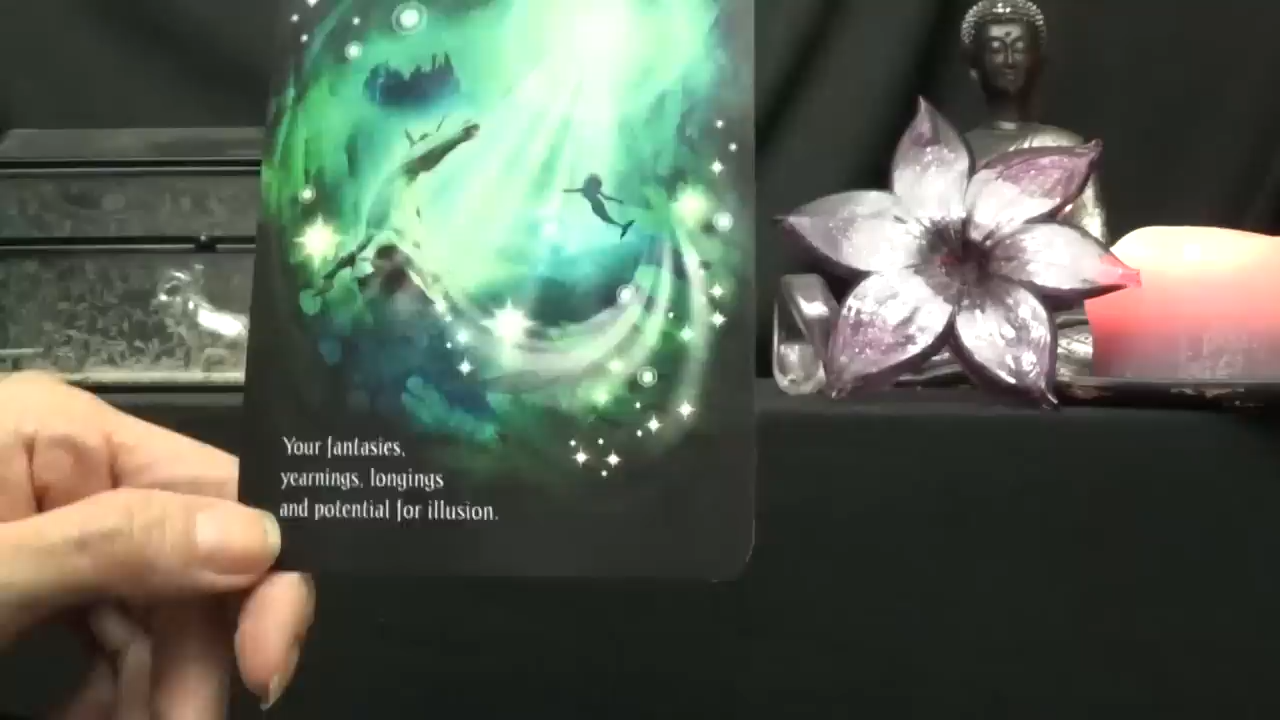 Your fantasies,
yearnings, longings
and potential for illusion.